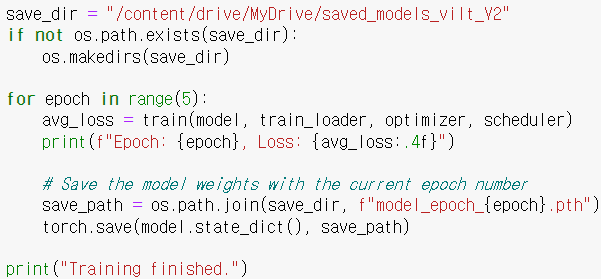 save_dir = "/content/drive/MyDrive/saved_models_vilt_Y2"
if not os.path.exists(save_dir):
    os.makedirs(save_dir)

for epoch in range(5):
    avg_loss = train(model, train_loader, optimizer, scheduler)
    print(f"Epoch: {epoch}, Loss: {avg_loss:.4f}")

    # Save the model weights with the current epoch number
    save_path = os.path.join(save_dir, f"model_epoch_{epoch}.pth")
    torch.save(model.state_dict(), save_path)

print("Training finished.")